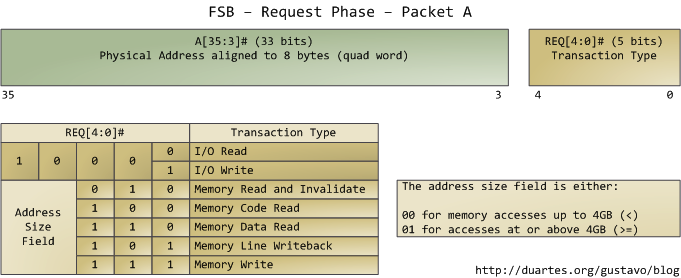 FSB – Request Phase – Packet A
A[35:3]# (33 bits)
Physical Address aligned to 8 bytes (quad word)
REQ[4:0]# (5 bits)
Transaction Type
35
3
4
0
REQ[4:0]# Transaction Type
1 0 0 0 0 I/O Read
1 I/O Write
Address
Size
Field
0 1 0 Memory Read and Invalidate
1 0 0 Memory Code Read
1 1 0 Memory Data Read
1 0 1 Memory Line Writeback
1 1 1 Memory Write
The address size field is either:
00 for memory accesses up to 4GB (<)
01 for accesses at or above 4GB (>=)
http://duartes.org/gustavo/blog